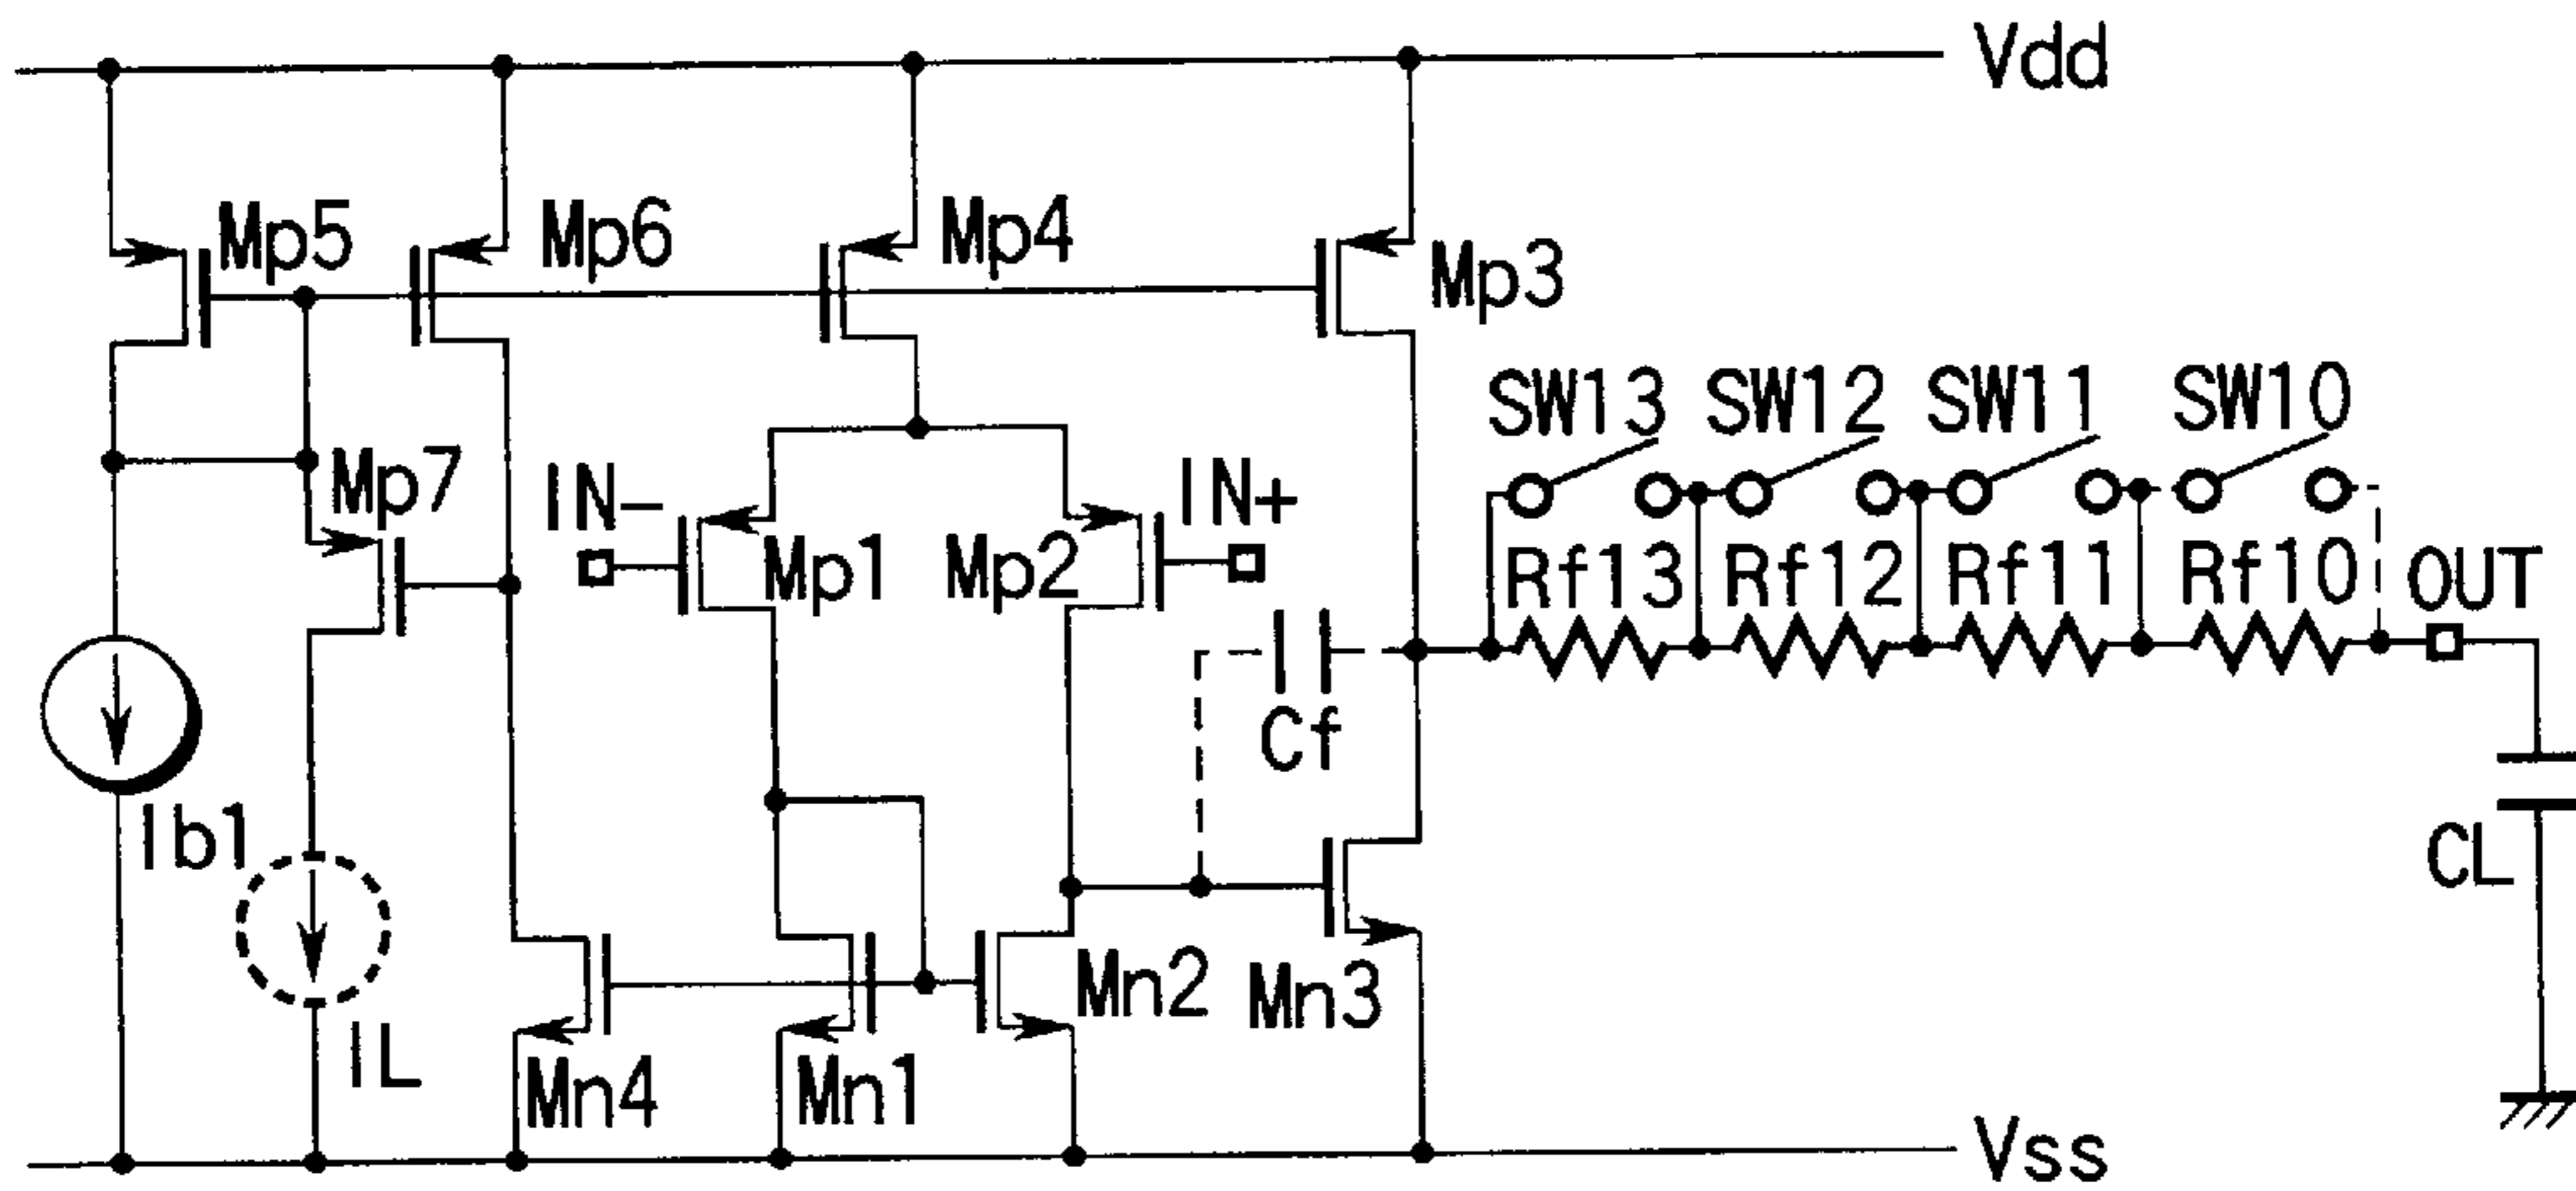 Vdd
Mp5
Mp6
Mp4
Mp3
SW13
SW12
SW11
SW10
Mp7
IN-
IN+
Mp1
Mp2
Rf13
Rf12
Rf11
Rf10
OUT
Cf
Ib1
CL
IL
Mn4
Mn1
Mn2
Mn3
Vss